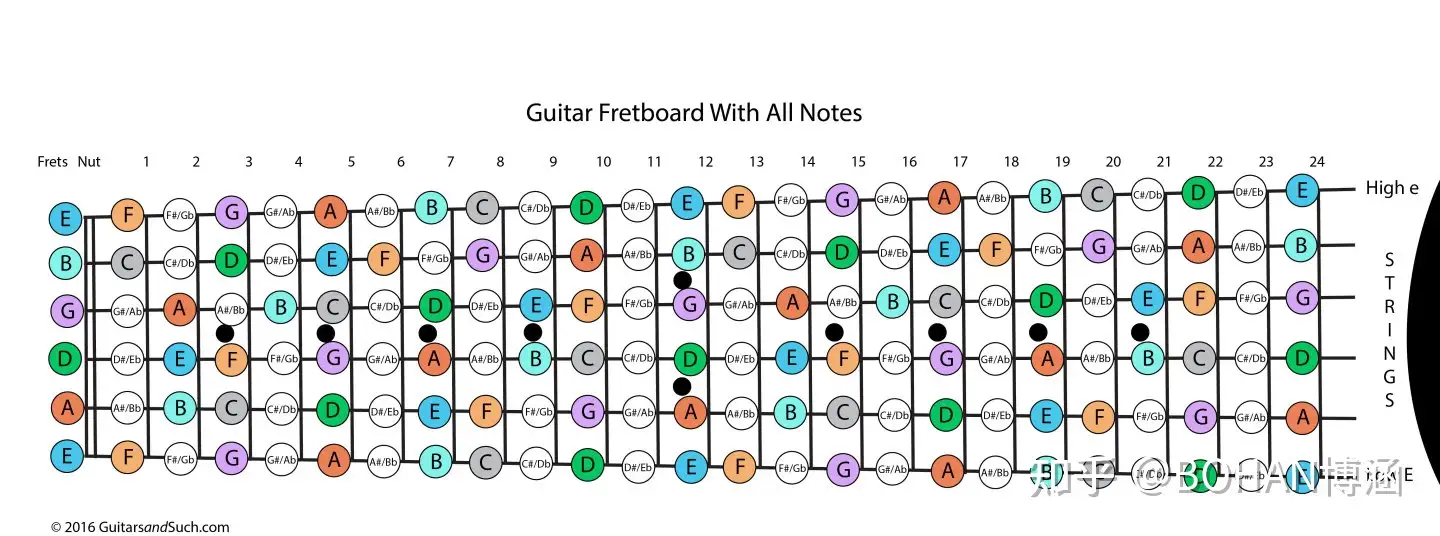 Guitar Fretboard With All Notes
Frets Nut 1 2 3 4 5 6 7 8 9 10 11 12 13 14 15 16 17 18 19 20 21 22 23 24
E F F#/Gb G G#/Ab A A#/Bb B C C#/Db D D#/Eb E F F#/Gb G G#/Ab A A#/Bb B C C#/Db D D#/Eb E High e
B C C#/Db D D#/Eb E F F#/Gb G G#/Ab A A#/Bb B C C#/Db D D#/Eb E F F#/Gb G G#/Ab A A#/Bb B
G G#/Ab A A#/Bb B C C#/Db D D#/Eb E F F#/Gb G G#/Ab A A#/Bb B C C#/Db D D#/Eb E F F#/Gb G
D D#/Eb E F F#/Gb G G#/Ab A A#/Bb B C C#/Db D D#/Eb E F F#/Gb G G#/Ab A A#/Bb B C C#/Db D
A A#/Bb B C C#/Db D D#/Eb E F F#/Gb G G#/Ab A A#/Bb B C C#/Db D D#/Eb E F F#/Gb G G#/Ab A
E F F#/Gb G G#/Ab A A#/Bb B C C#/Db D D#/Eb E F F#/Gb G G#/Ab A A#/Bb B E
STRINGS
知乎 @BOHAN博涵
© 2016 GuitarsandSuch.com